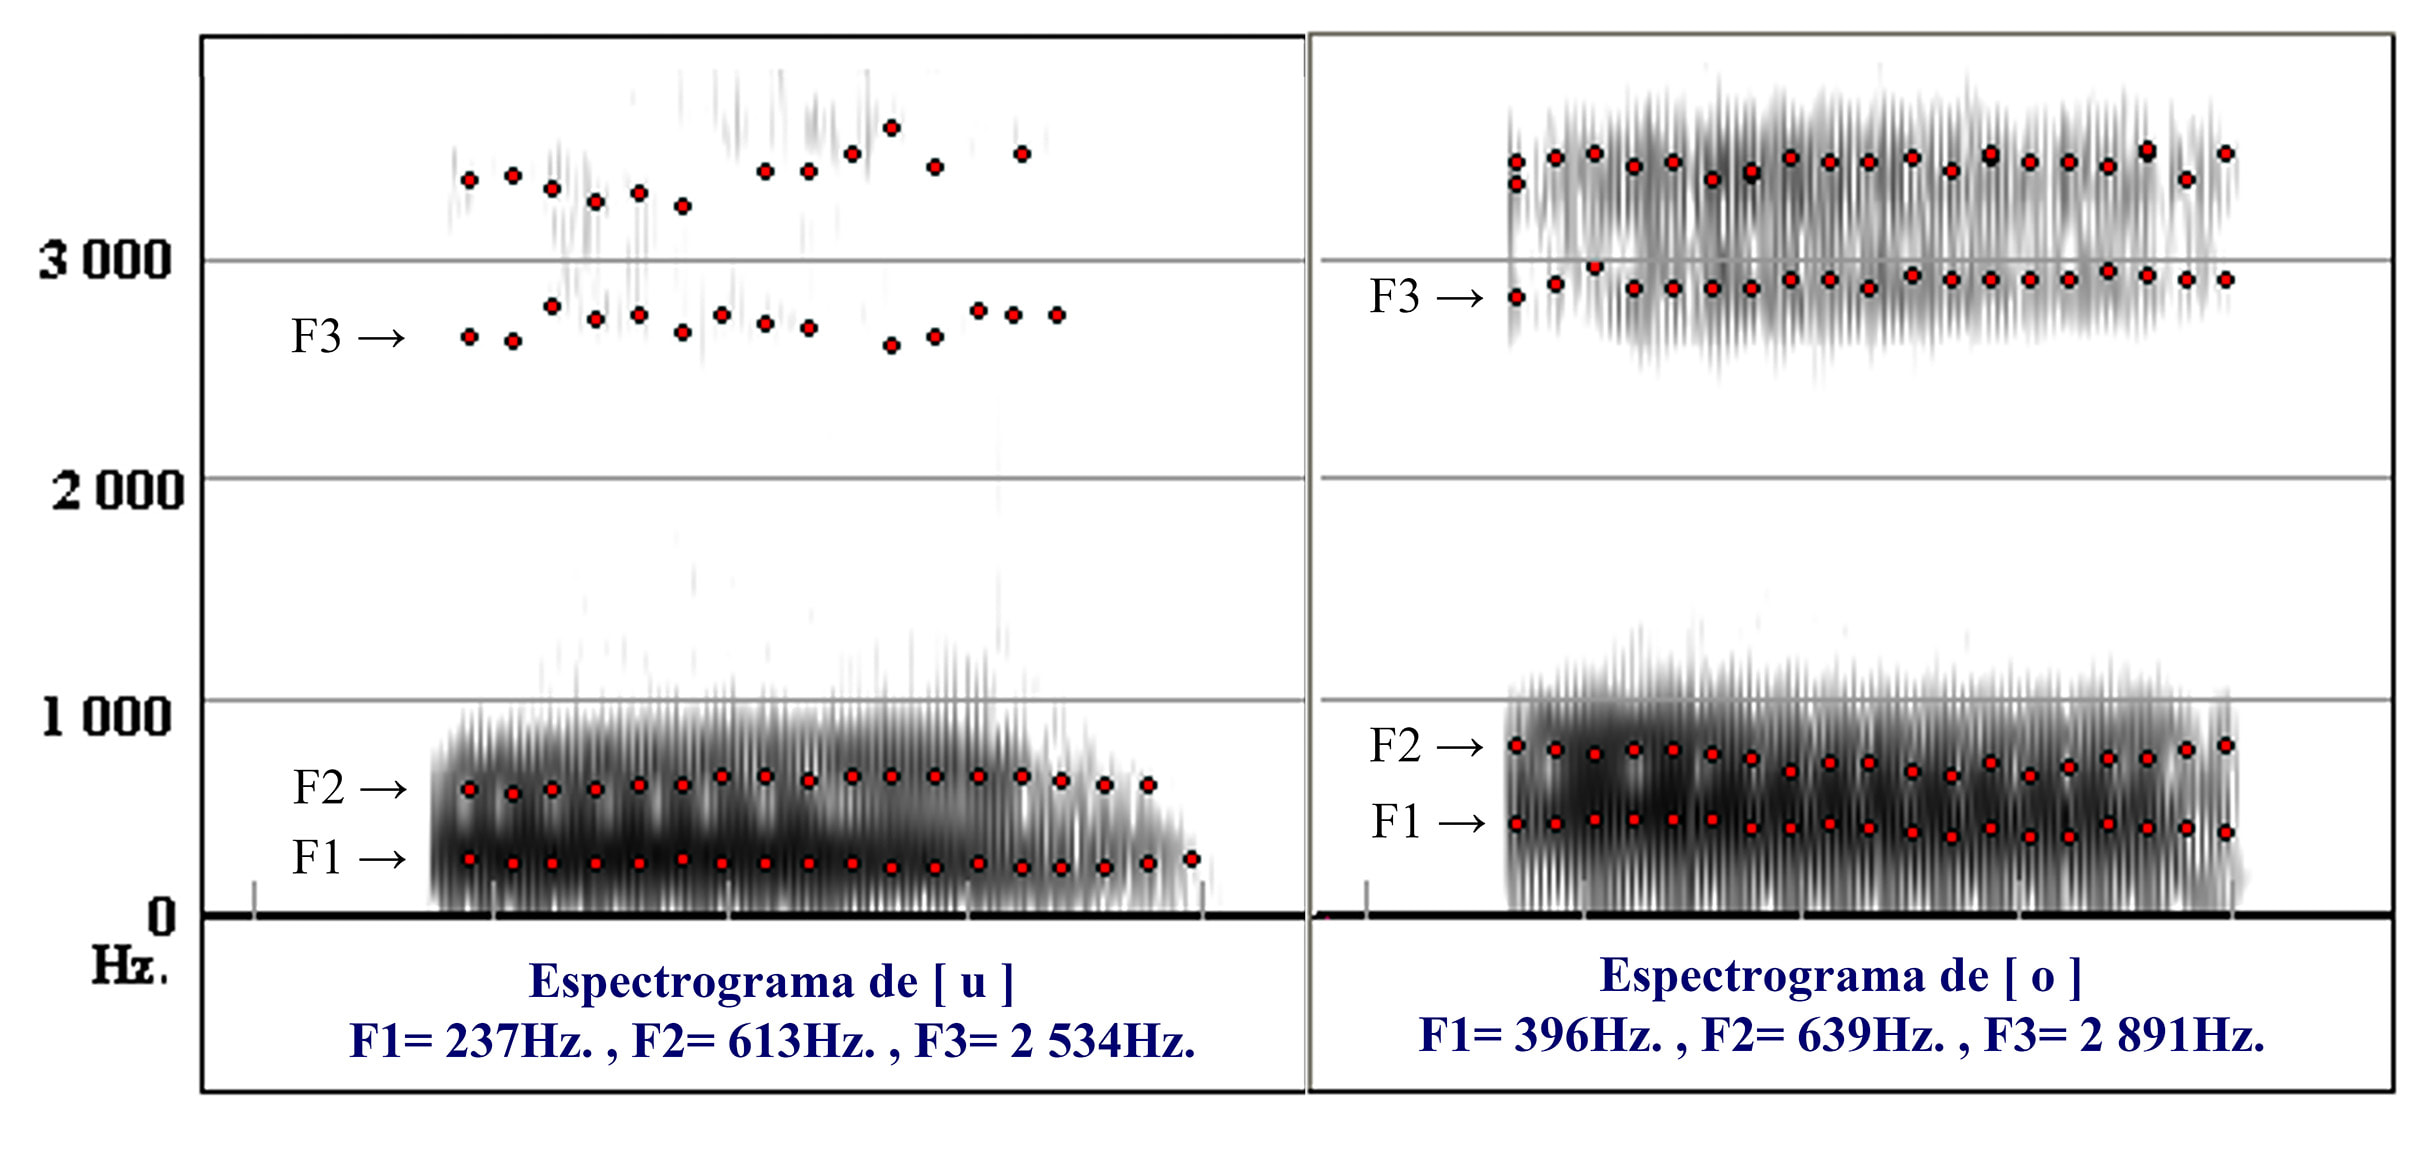 3 000
2 000
1 000
0
Hz.
F3 →
F2 →
F1 →
Espectrograma de [ u ]
F1= 237Hz. , F2= 613Hz. , F3= 2 534Hz.
F3 →
F2 →
F1 →
Espectrograma de [ o ]
F1= 396Hz. , F2= 639Hz. , F3= 2 891Hz.